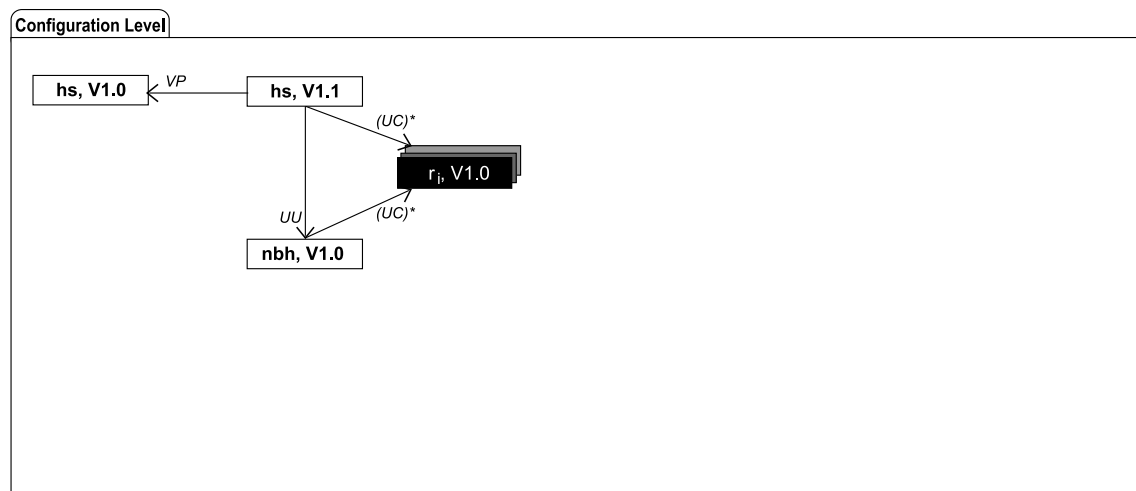 Configuration Level
hs, V1.0
VP
hs, V1.1
(UC)*
ri, V1.0
UU
(UC)*
nbh, V1.0